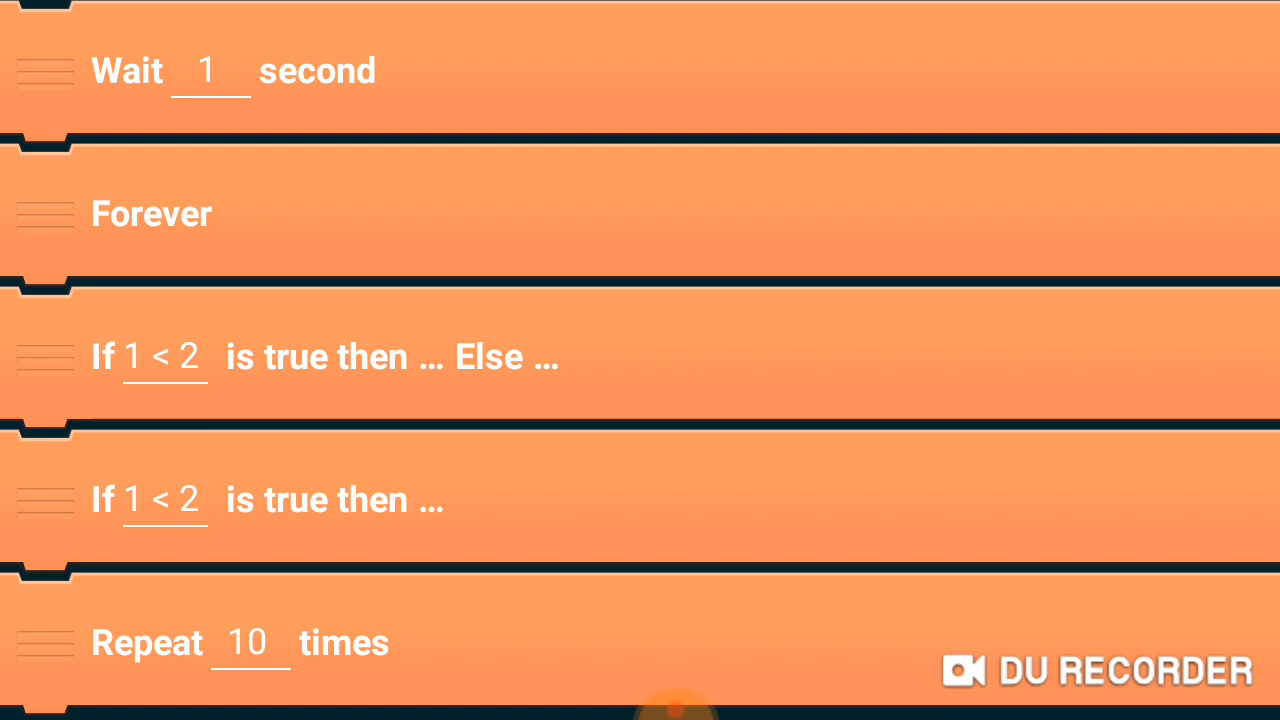 Wait 1 second
Forever
If 1 < 2 is true then ... Else ...
If 1 < 2 is true then ...
Repeat 10 times
DU RECORDER